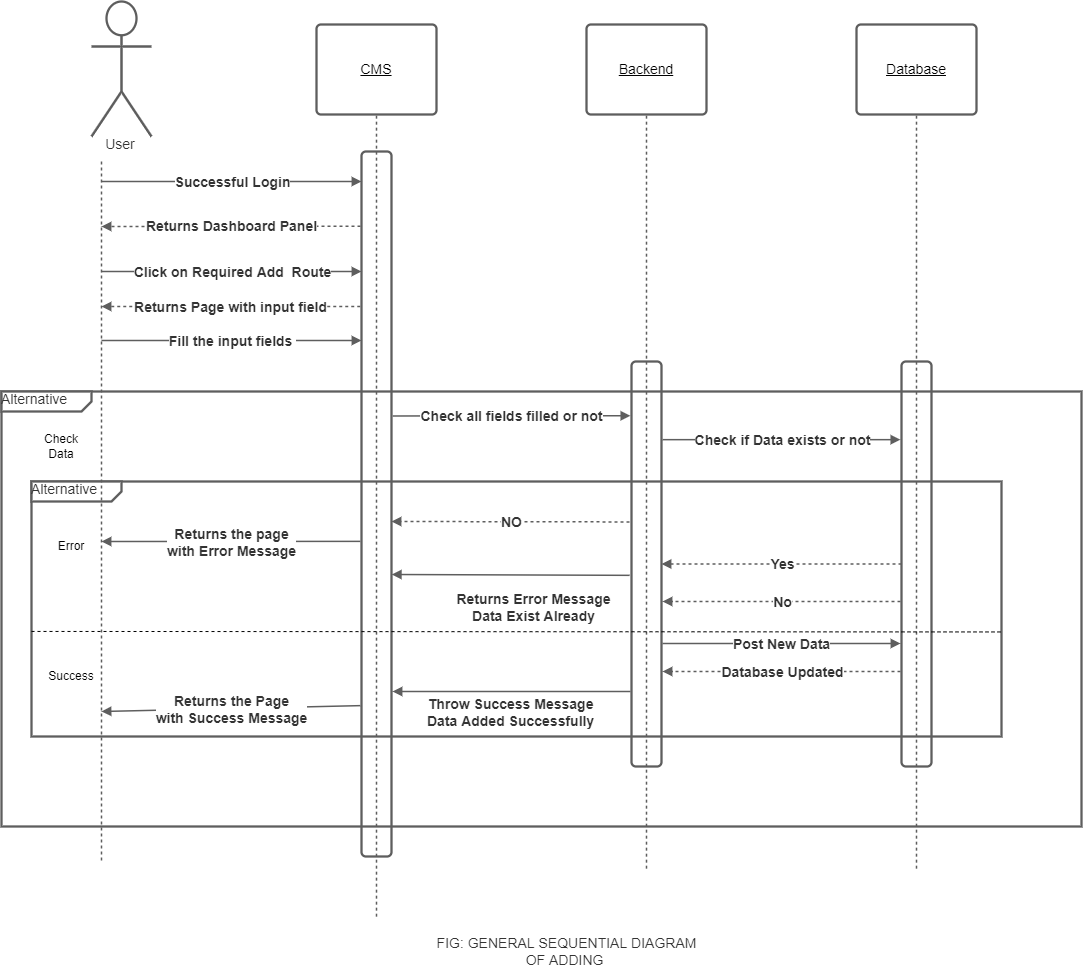 CMS
Backend
Database
User
Successful Login
Returns Dashboard Panel
Click on Required Add Route
Returns Page with input field
Fill the input fields
Alternative
Check all fields filled or not
Check
Data
Check if Data exists or not
Alternative
NO
Returns the page
with Error Message
Error
Yes
Returns Error Message
Data Exist Already
No
Post New Data
Success
Database Updated
Returns the Page
with Success Message
Throw Success Message
Data Added Successfully
FIG: GENERAL SEQUENTIAL DIAGRAM
OF ADDING